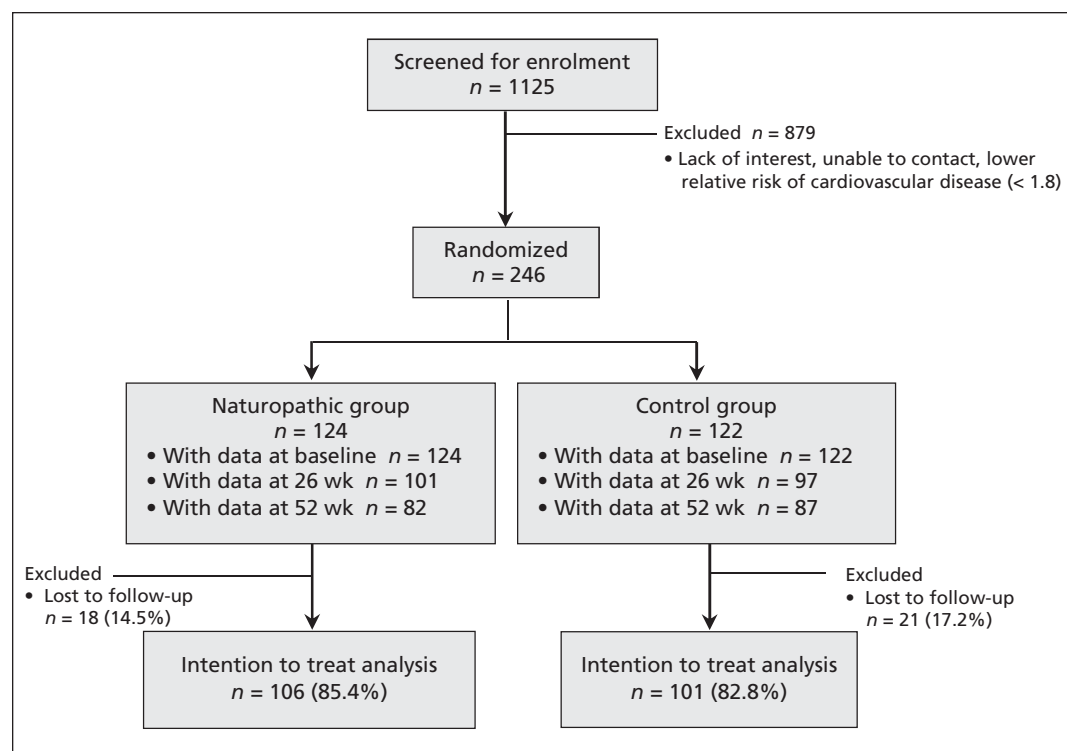 Screened for enrolment
n = 1125
Excluded n = 879
• Lack of interest, unable to contact, lower
relative risk of cardiovascular disease (< 1.8)
Randomized
n = 246
Naturopathic group
n = 124
• With data at baseline n = 124
• With data at 26 wk n = 101
• With data at 52 wk n = 82
Control group
n = 122
• With data at baseline n = 122
• With data at 26 wk n = 97
• With data at 52 wk n = 87
Excluded
• Lost to follow-up
n = 18 (14.5%)
Excluded
• Lost to follow-up
n = 21 (17.2%)
Intention to treat analysis
n = 106 (85.4%)
Intention to treat analysis
n = 101 (82.8%)